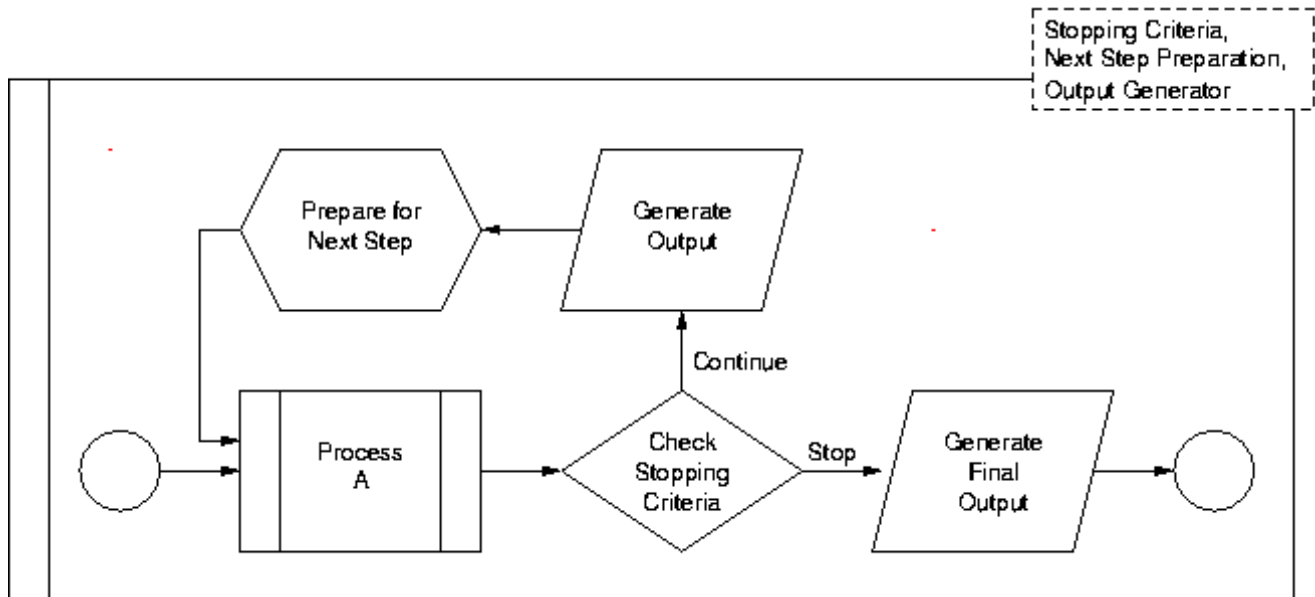 Stopping Criteria,
Next Step Preparation,
Output Generator
Prepare for
Next Step
Generate
Output
Continue
Process
A
Check
Stopping
Criteria
Stop
Generate
Final
Output